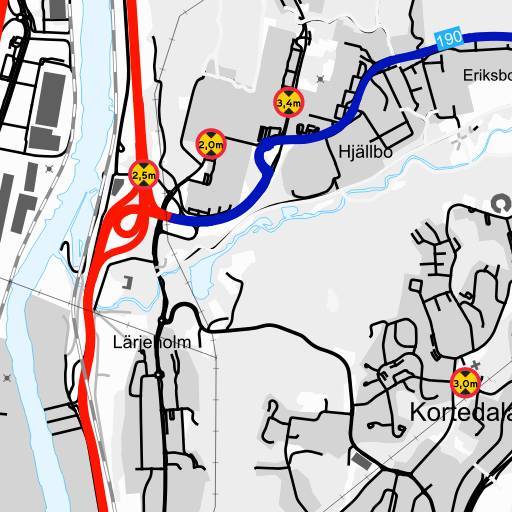 190
Eriksbo
3,4m
2,0m
Hjällbo
2,5m
Lärjeholm
3,0m
Kortedala